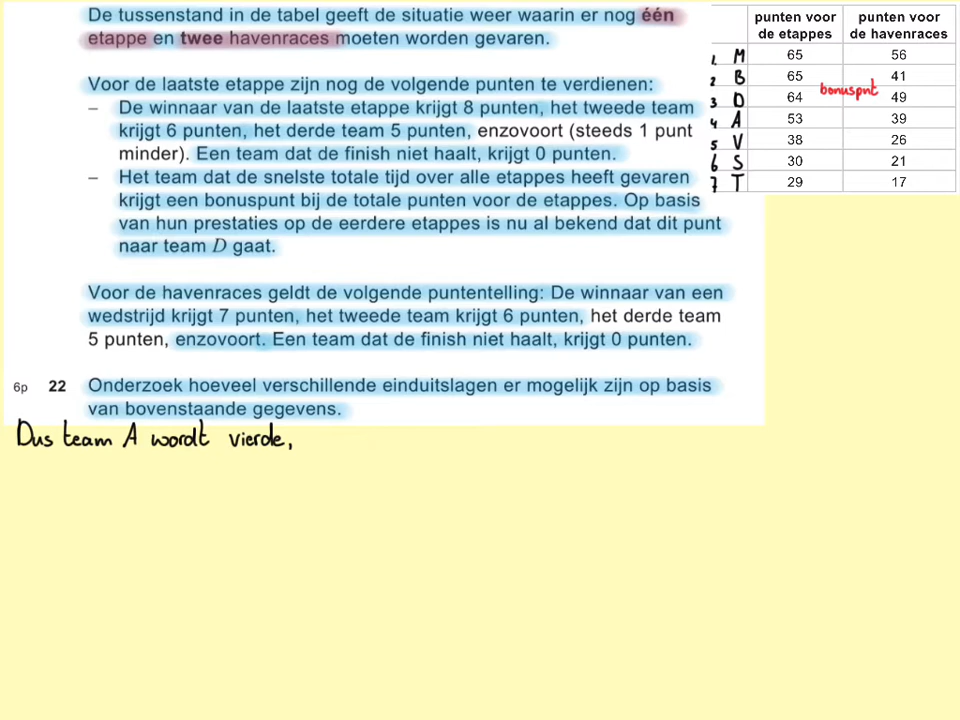 De tussenstand in de tabel geeft de situatie weer waarin er nog één
etappe en twee havenraces moeten worden gevaren.
Voor de laatste etappe zijn nog de volgende punten te verdienen:
– De winnaar van de laatste etappe krijgt 8 punten, het tweede team
krijgt 6 punten, het derde team 5 punten, enzovoort (steeds 1 punt
minder). Een team dat de finish niet haalt, krijgt 0 punten.
– Het team dat de snelste totale tijd over alle etappes heeft gevaren
krijgt een bonuspunt bij de totale punten voor de etappes. Op basis
van hun prestaties op de eerdere etappes is nu al bekend dat dit punt
naar team D gaat.
Voor de havenraces geldt de volgende puntentelling: De winnaar van een
wedstrijd krijgt 7 punten, het tweede team krijgt 6 punten, het derde team
5 punten, enzovoort. Een team dat de finish niet haalt, krijgt 0 punten.
6p 22 Onderzoek hoeveel verschillende einduitslagen er mogelijk zijn op basis
van bovenstaande gegevens.
Dus team A wordt vierde,
punten voor de etappes punten voor de havenraces
1 M 65 56
2 B 65 41
bonuspnt
3 D 64 49
4 A 53 39
5 V 38 26
6 S 30 21
7 T 29 17